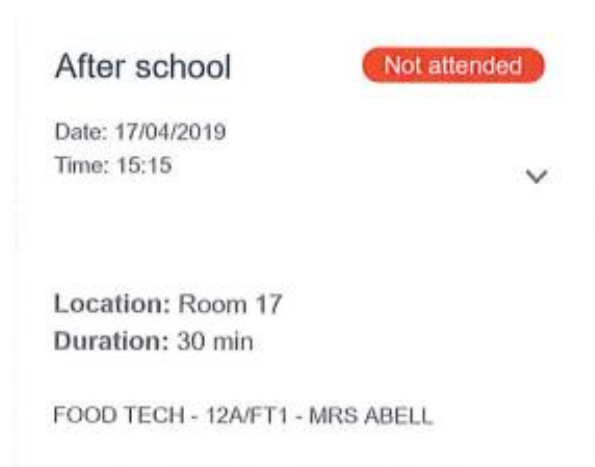 After school
Not attended
Date: 17/04/2019
Time: 15:15
Location: Room 17
Duration: 30 min
FOOD TECH - 12A/FT1 - MRS ABELL